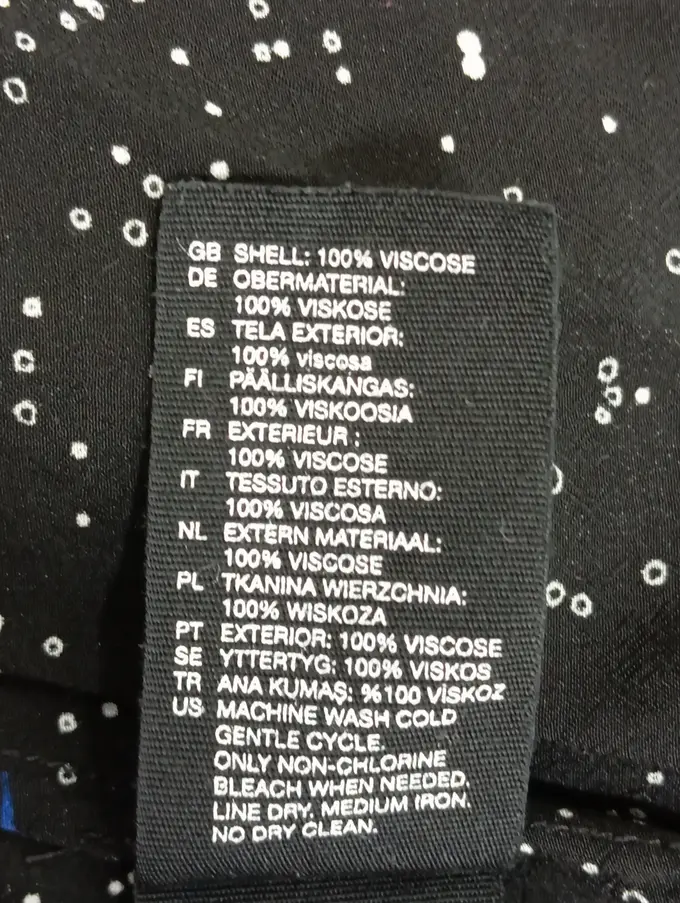 GB SHELL: 100% VISCOSE
DE OBERMATERIAL:
100% VISKOSE
ES TELA EXTERIOR:
100% viscosa
FI PÄÄLLISKANGAS:
100% VISKOOSIA
FR EXTERIEUR :
100% VISCOSE
IT TESSUTO ESTERNO:
100% VISCOSA
NL EXTERN MATERIAAL:
100% VISCOSE
PL TKANINA WIERZCHNIA:
100% WISKOZA
PT EXTERIOR: 100% VISCOSE
SE YTTERTYG: 100% VISKOS
TR ANA KUMAŞ: %100 VİSKOZ
US MACHINE WASH COLD
GENTLE CYCLE.
ONLY NON-CHLORINE
BLEACH WHEN NEEDED.
LINE DRY. MEDIUM IRON.
NO DRY CLEAN.